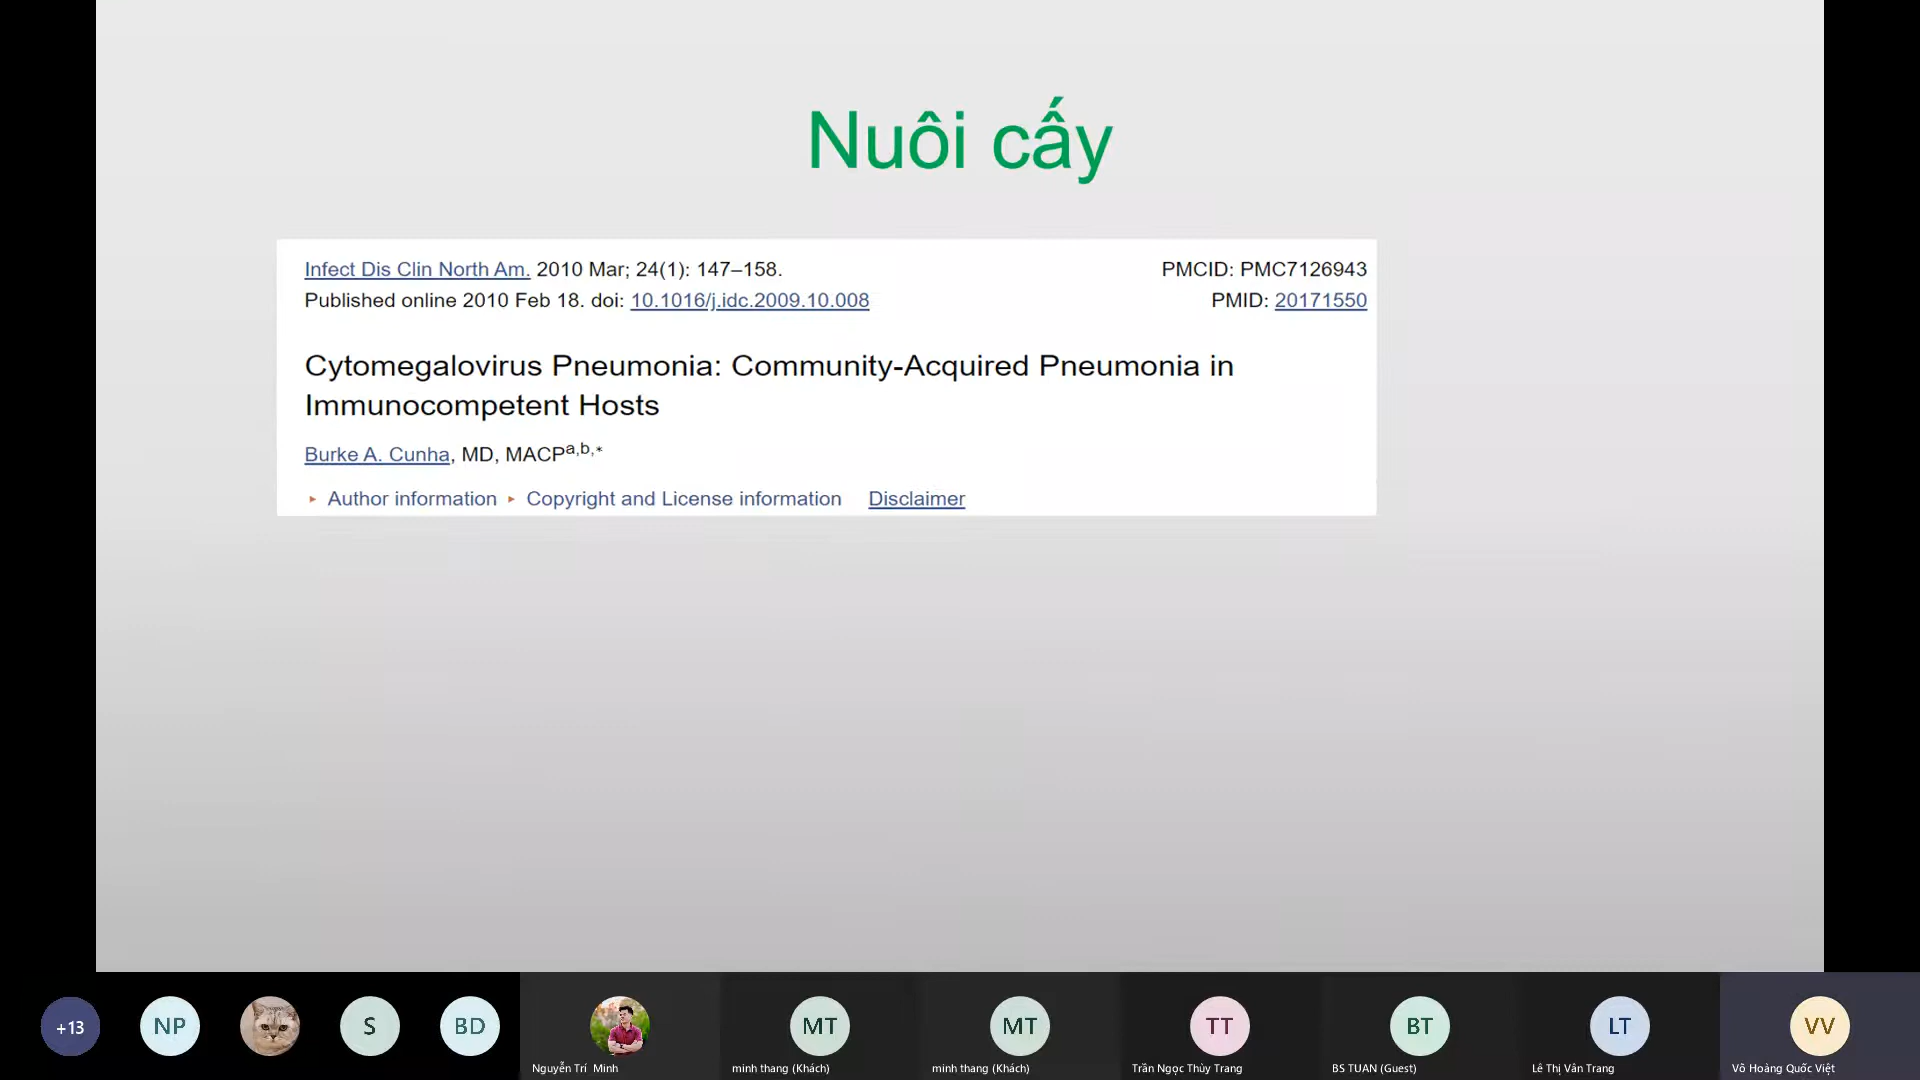 Nuôi cấy
Infect Dis Clin North Am. 2010 Mar; 24(1): 147–158.
PMCID: PMC7126943
Published online 2010 Feb 18. doi: 10.1016/j.idc.2009.10.008
PMID: 20171550
Cytomegalovirus Pneumonia: Community-Acquired Pneumonia in
Immunocompetent Hosts
Burke A. Cunha, MD, MACPa,b,*
▸ Author information ▸ Copyright and License information Disclaimer
+13
NP
S
BD
MT
MT
TT
BT
LT
VV
Nguyễn Trí Minh
minh thang (Khách)
minh thang (Khách)
Trần Ngọc Thùy Trang
BS TUAN (Guest)
Lê Thị Vân Trang
Võ Hoàng Quốc Việt